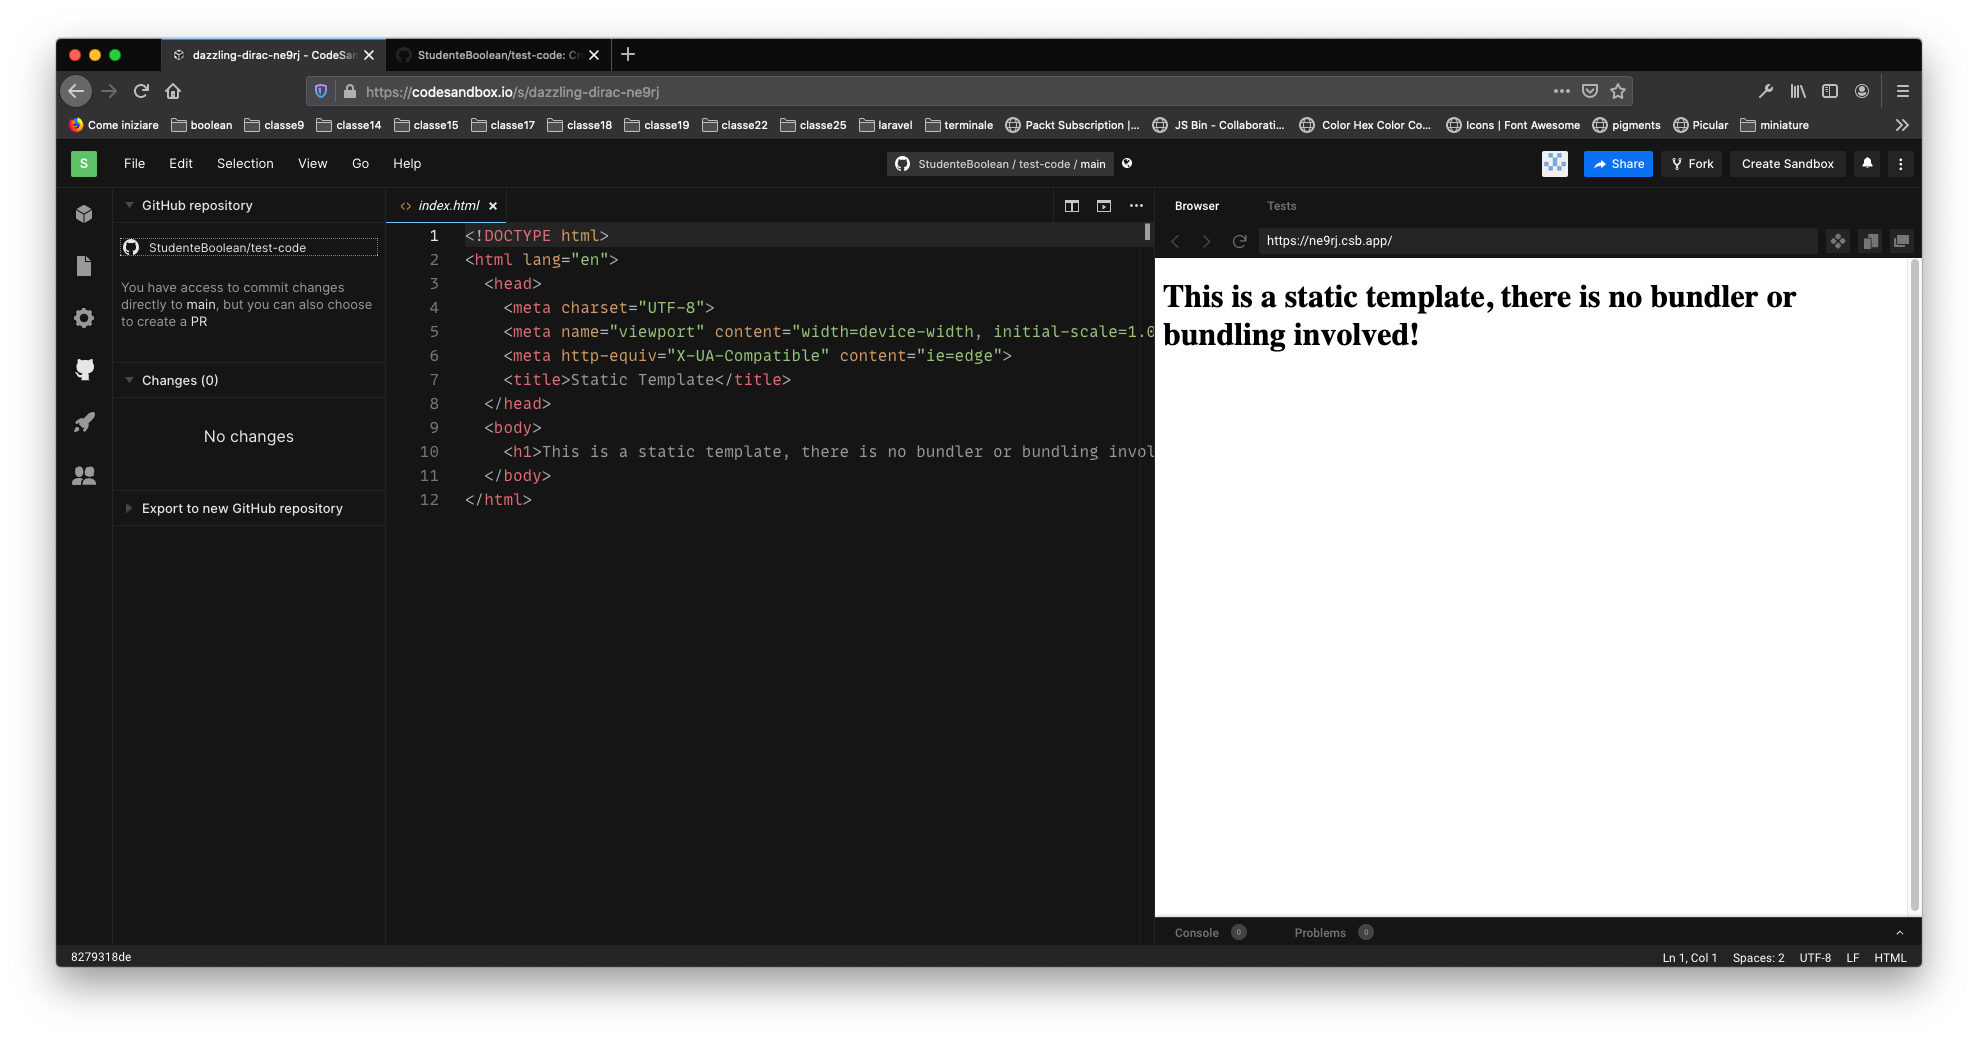 dazzling-dirac-ne9rj - CodeSan
StudenteBoolean/test-code: Cr
https://codesandbox.io/s/dazzling-dirac-ne9rj
Come iniziare boolean classe9 classe14 classe15 classe17 classe18 classe19 classe22 classe25 laravel terminale Packt Subscription |... JS Bin - Collaborati... Color Hex Color Co... Icons | Font Awesome pigments Picular miniature
S File Edit Selection View Go Help StudenteBoolean / test-code / main Share Fork Create Sandbox
GitHub repository
StudenteBoolean/test-code
You have access to commit changes
directly to main, but you can also choose
to create a PR
Changes (0)
No changes
Export to new GitHub repository
<> index.html
1 <!DOCTYPE html>
2 <html lang="en">
3 <head>
4 <meta charset="UTF-8">
5 <meta name="viewport" content="width=device-width, initial-scale=1.0
6 <meta http-equiv="X-UA-Compatible" content="ie=edge">
7 <title>Static Template</title>
8 </head>
9 <body>
10 <h1>This is a static template, there is no bundler or bundling invol
11 </body>
12 </html>
Browser Tests
https://ne9rj.csb.app/
This is a static template, there is no bundler or
bundling involved!
Console 0 Problems 0
8279318de Ln 1, Col 1 Spaces: 2 UTF-8 LF HTML